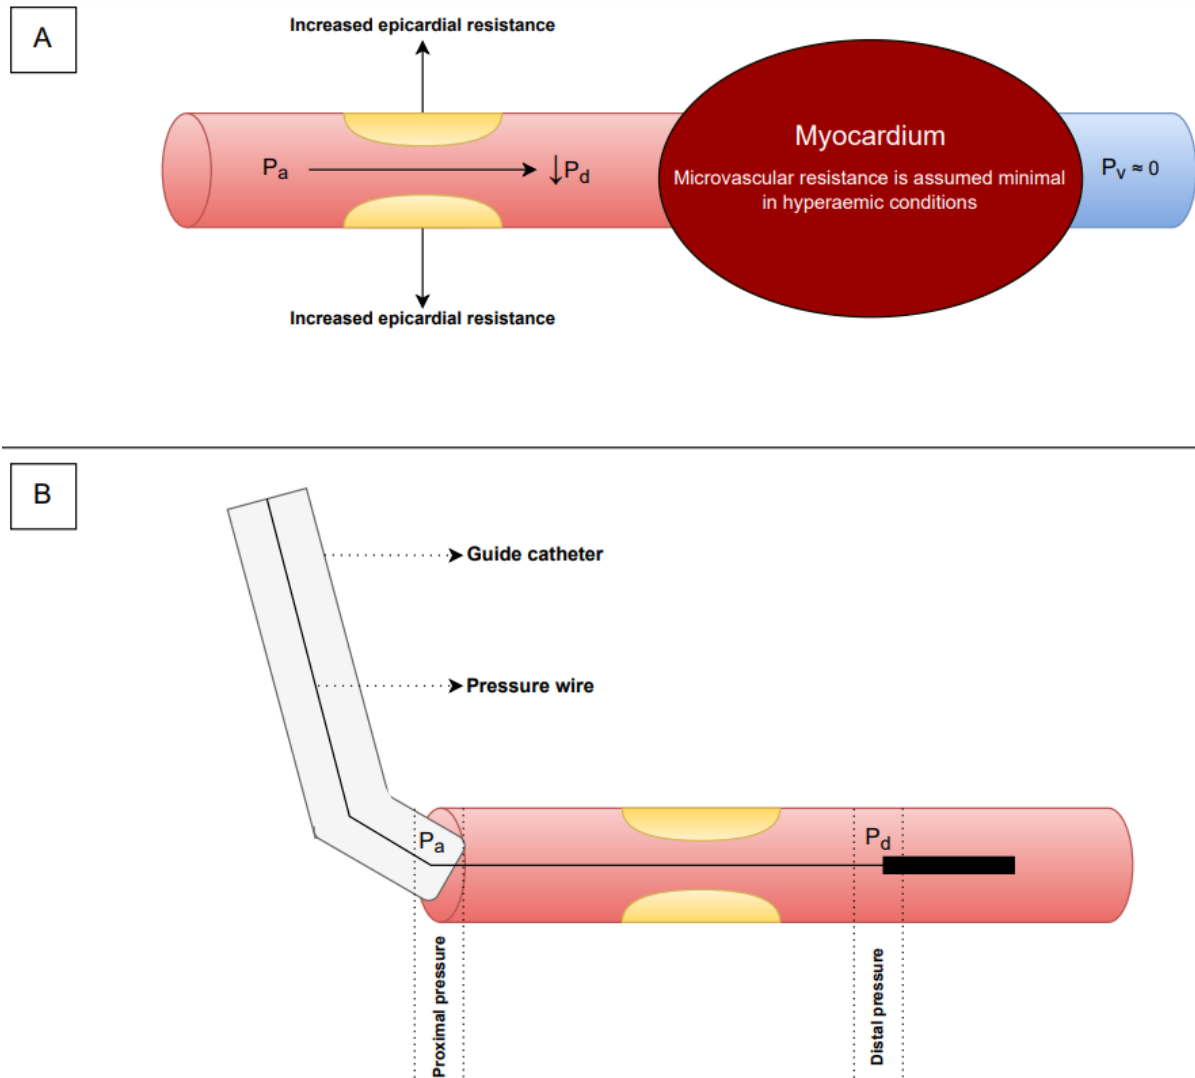 A
Increased epicardial resistance
Pa
↓Pd
Myocardium
Microvascular resistance is assumed minimal
in hyperaemic conditions
Pv ≈ 0
Increased epicardial resistance
B
Guide catheter
Pressure wire
Pa
Pd
Proximal pressure
Distal pressure